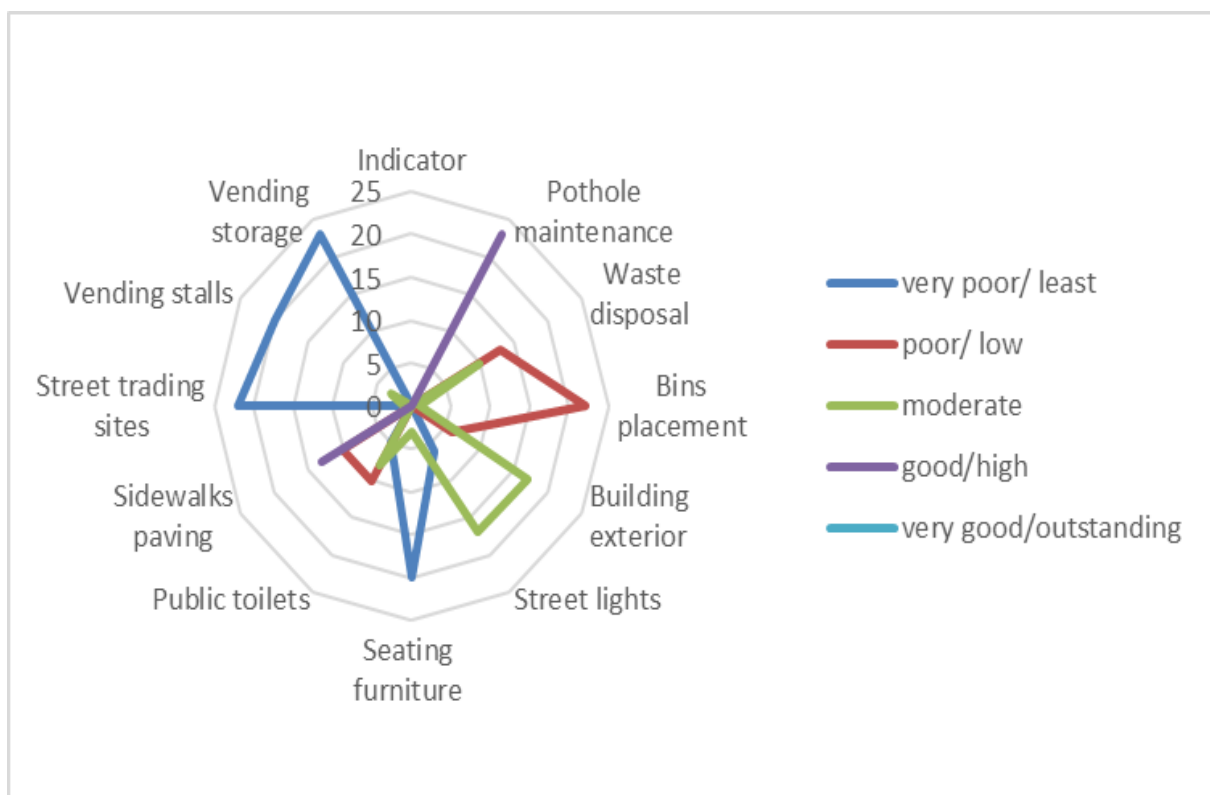 Indicator
Pothole
maintenance
Waste
disposal
Bins
placement
Building
exterior
Street lights
Seating
furniture
Public toilets
Sidewalks
paving
Street trading
sites
Vending stalls
Vending
storage
25
20
15
10
5
0
very poor/ least
poor/ low
moderate
good/high
very good/outstanding